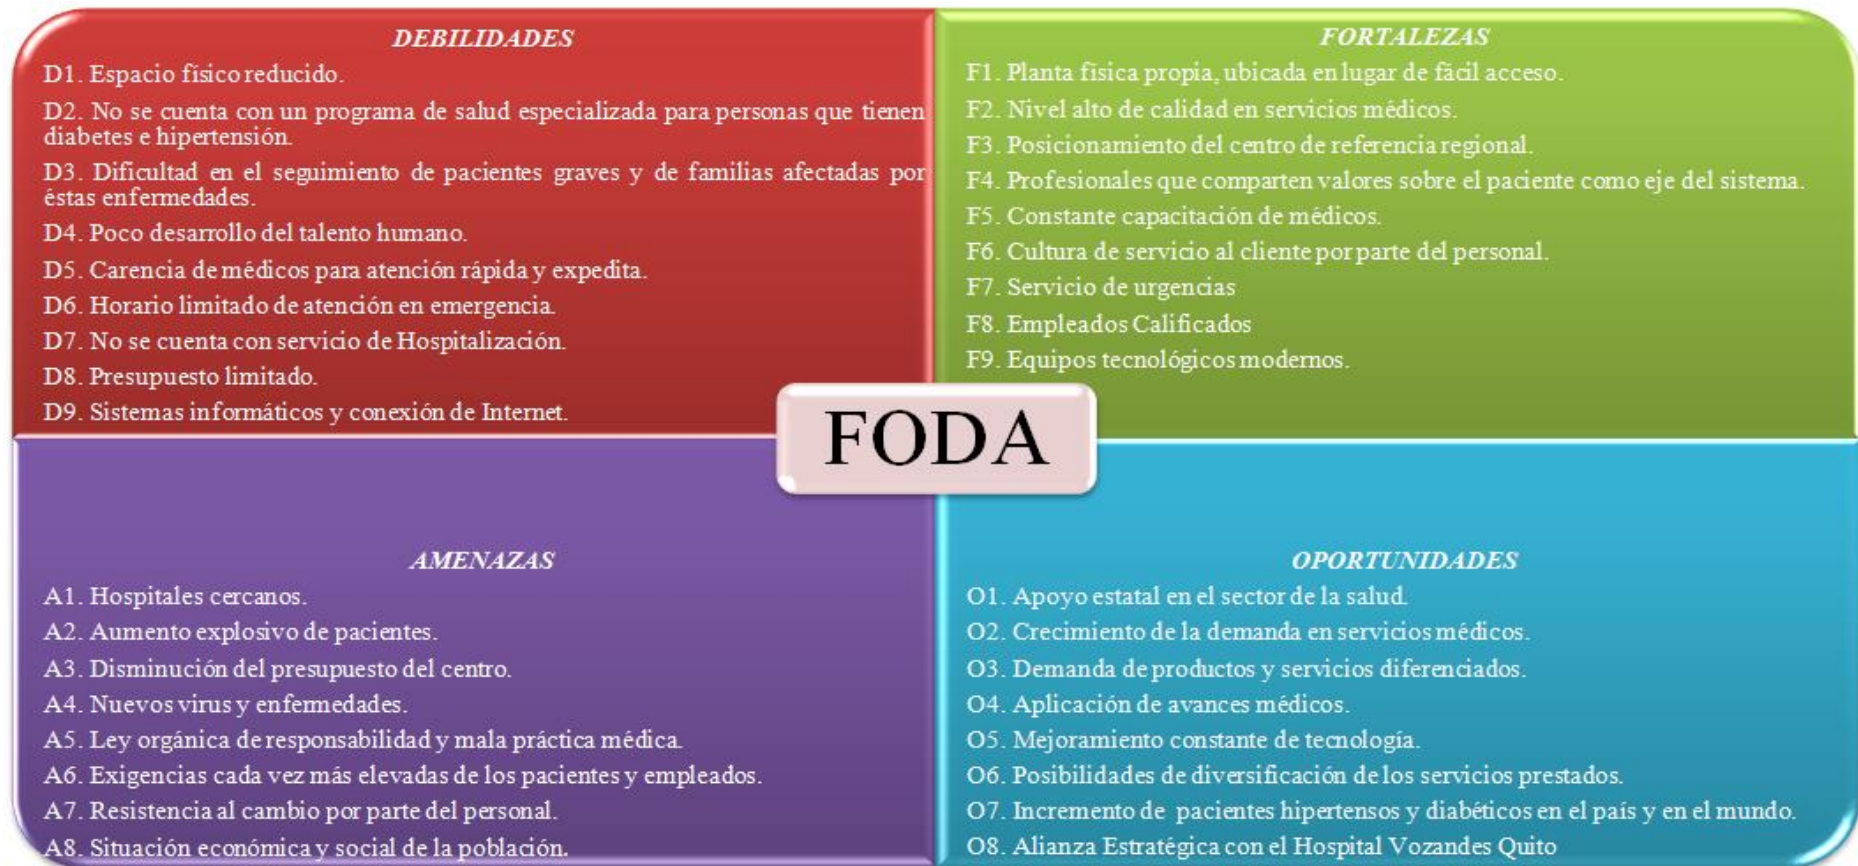 DEBILIDADES
D1. Espacio físico reducido.
D2. No se cuenta con un programa de salud especializada para personas que tienen
diabetes e hipertensión.
D3. Dificultad en el seguimiento de pacientes graves y de familias afectadas por
éstas enfermedades.
D4. Poco desarrollo del talento humano.
D5. Carencia de médicos para atención rápida y expedita.
D6. Horario limitado de atención en emergencia.
D7. No se cuenta con servicio de Hospitalización.
D8. Presupuesto limitado.
D9. Sistemas informáticos y conexión de Internet.
FORTALEZAS
F1. Planta física propia, ubicada en lugar de fácil acceso.
F2. Nivel alto de calidad en servicios médicos.
F3. Posicionamiento del centro de referencia regional.
F4. Profesionales que comparten valores sobre el paciente como eje del sistema.
F5. Constante capacitación de médicos.
F6. Cultura de servicio al cliente por parte del personal.
F7. Servicio de urgencias
F8. Empleados Calificados
F9. Equipos tecnológicos modernos.
FODA
AMENAZAS
A1. Hospitales cercanos.
A2. Aumento explosivo de pacientes.
A3. Disminución del presupuesto del centro.
A4. Nuevos virus y enfermedades.
A5. Ley orgánica de responsabilidad y mala práctica médica.
A6. Exigencias cada vez más elevadas de los pacientes y empleados.
A7. Resistencia al cambio por parte del personal.
A8. Situación económica y social de la población.
OPORTUNIDADES
O1. Apoyo estatal en el sector de la salud.
O2. Crecimiento de la demanda en servicios médicos.
O3. Demanda de productos y servicios diferenciados.
O4. Aplicación de avances médicos.
O5. Mejoramiento constante de tecnología.
O6. Posibilidades de diversificación de los servicios prestados.
O7. Incremento de pacientes hipertensos y diabéticos en el país y en el mundo.
O8. Alianza Estratégica con el Hospital Vozandes Quito